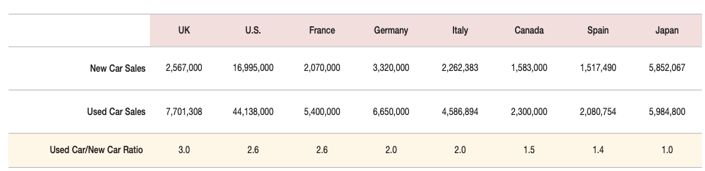 UK U.S. France Germany Italy Canada Spain Japan
New Car Sales 2,567,000 16,995,000 2,070,000 3,320,000 2,262,383 1,583,000 1,517,490 5,852,067
Used Car Sales 7,701,308 44,138,000 5,400,000 6,650,000 4,586,894 2,300,000 2,080,754 5,984,800
Used Car/New Car Ratio 3.0 2.6 2.6 2.0 2.0 1.5 1.4 1.0